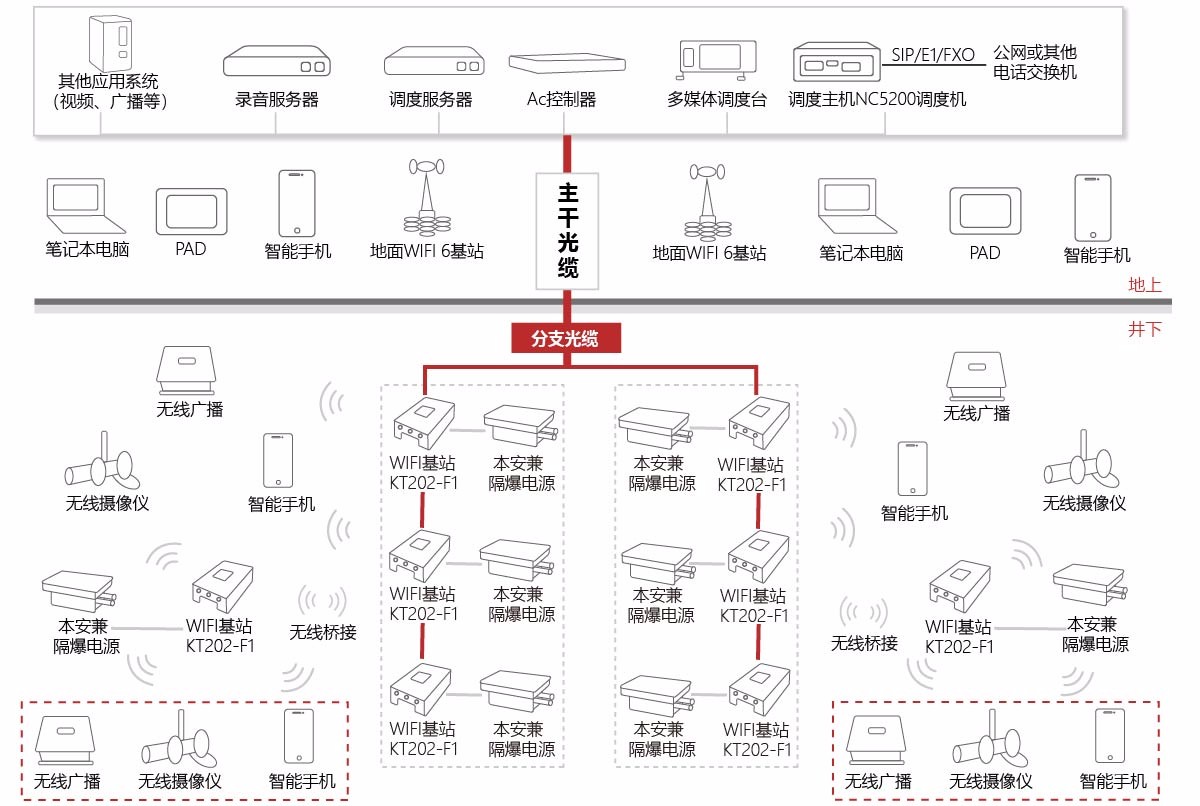 其他应用系统
(视频、广播等)
录音服务器
调度服务器
Ac控制器
多媒体调度台
调度主机NC5200调度机
SIP/E1/FXO
公网或其他
电话交换机
笔记本电脑
PAD
智能手机
地面WIFI 6基站
主干光缆
地面WIFI 6基站
笔记本电脑
PAD
智能手机
地上
井下
分支光缆
无线广播
无线摄像仪
智能手机
WIFI基站
KT202-F1
本安兼
隔爆电源
本安兼
隔爆电源
WIFI基站
KT202-F1
无线广播
智能手机
无线摄像仪
本安兼
隔爆电源
WIFI基站
KT202-F1
无线桥接
WIFI基站
KT202-F1
本安兼
隔爆电源
本安兼
隔爆电源
WIFI基站
KT202-F1
无线桥接
WIFI基站
KT202-F1
本安兼
隔爆电源
WIFI基站
KT202-F1
本安兼
隔爆电源
本安兼
隔爆电源
WIFI基站
KT202-F1
无线广播
无线摄像仪
智能手机
无线广播
无线摄像仪
智能手机